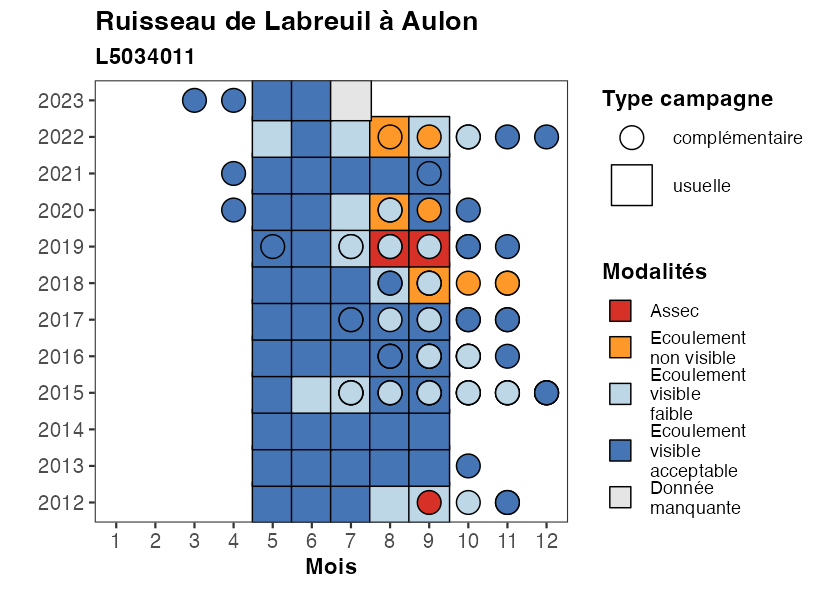 Ruisseau de Labreuil à Aulon
L5034011
2023
2022
2021
2020
2019
2018
2017
2016
2015
2014
2013
2012
1 2 3 4 5 6 7 8 9 10 11 12
Mois
Type campagne
complémentaire
usuelle
Modalités
Assec
Ecoulement
non visible
Ecoulement
visible
faible
Ecoulement
visible
acceptable
Donnée
manquante